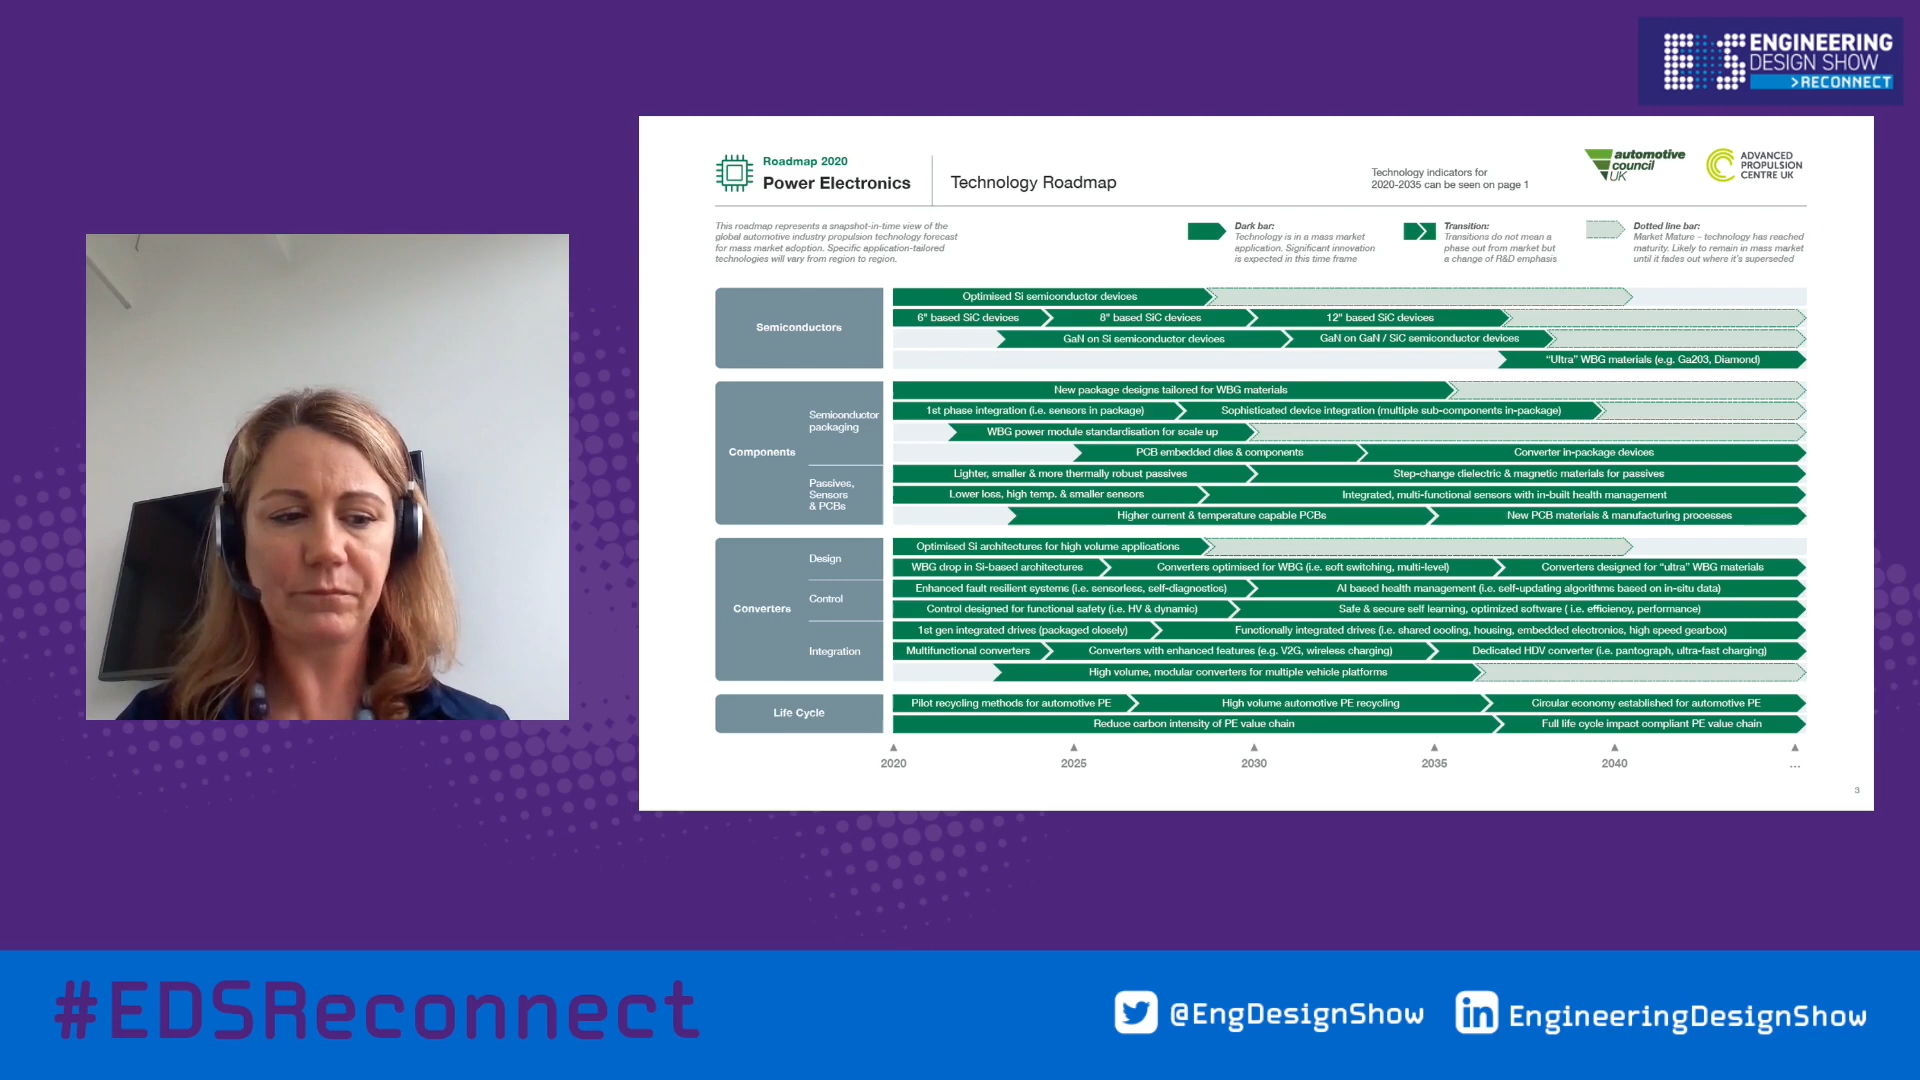 ENGINEERING
DESIGN SHOW
>RECONNECT
Roadmap 2020
Power Electronics
Technology Roadmap
Technology indicators for
2020-2035 can be seen on page 1
automotive
council
UK
ADVANCED
PROPULSION
CENTRE UK
This roadmap represents a snapshot-in-time view of the
global automotive industry propulsion technology forecast
for mass market adoption. Specific application-tailored
technologies will vary from region to region.
Dark bar:
Technology is in a mass market
application. Significant innovation
is expected in this time frame
Transition:
Transitions do not mean a
phase out from market but
a change of R&D emphasis
Dotted line bar:
Market Mature – technology has reached
maturity. Likely to remain in mass market
until it fades out where it's superseded
Semiconductors
Optimised Si semiconductor devices
6" based SiC devices
8" based SiC devices
12" based SiC devices
GaN on Si semiconductor devices
GaN on GaN / SiC semiconductor devices
“Ultra” WBG materials (e.g. Ga203, Diamond)
Components
Semiconductor
packaging
New package designs tailored for WBG materials
1st phase integration (i.e. sensors in package)
Sophisticated device integration (multiple sub-components in-package)
WBG power module standardisation for scale up
PCB embedded dies & components
Converter in-package devices
Passives,
Sensors
& PCBs
Lighter, smaller & more thermally robust passives
Step-change dielectric & magnetic materials for passives
Lower loss, high temp. & smaller sensors
Integrated, multi-functional sensors with in-built health management
Higher current & temperature capable PCBs
New PCB materials & manufacturing processes
Converters
Design
Optimised Si architectures for high volume applications
WBG drop in Si-based architectures
Converters optimised for WBG (i.e. soft switching, multi-level)
Converters designed for “ultra” WBG materials
Control
Enhanced fault resilient systems (i.e. sensorless, self-diagnostics)
AI based health management (i.e. self-updating algorithms based on in-situ data)
Control designed for functional safety (i.e. HV & dynamic)
Safe & secure self learning, optimized software ( i.e. efficiency, performance)
Integration
1st gen integrated drives (packaged closely)
Functionally integrated drives (i.e. shared cooling, housing, embedded electronics, high speed gearbox)
Multifunctional converters
Converters with enhanced features (e.g. V2G, wireless charging)
Dedicated HDV converter (i.e. pantograph, ultra-fast charging)
High volume, modular converters for multiple vehicle platforms
Life Cycle
Pilot recycling methods for automotive PE
High volume automotive PE recycling
Circular economy established for automotive PE
Reduce carbon intensity of PE value chain
Full life cycle impact compliant PE value chain
2020
2025
2030
2035
2040
...
3
#EDSReconnect
@EngDesignShow
in
EngineeringDesignShow